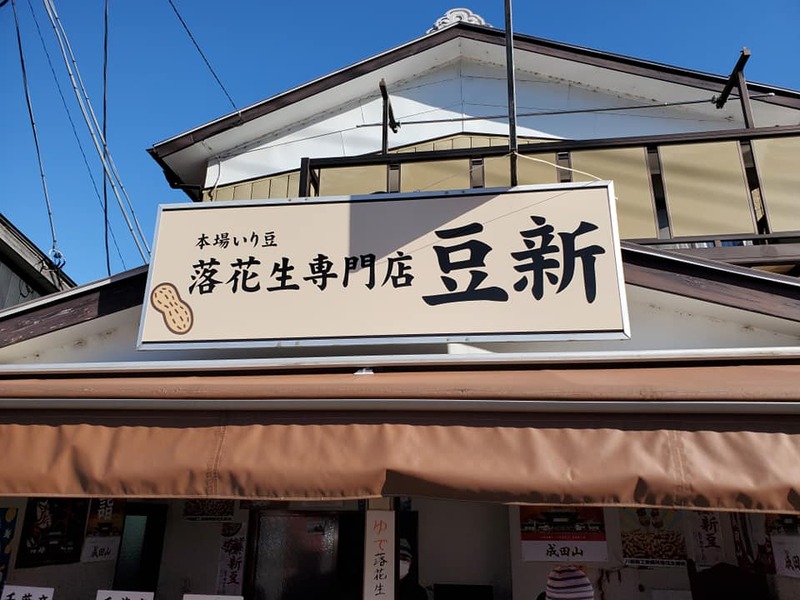 本場いり豆
落花生専門店
豆新
ゆで落花生
成田山
新豆